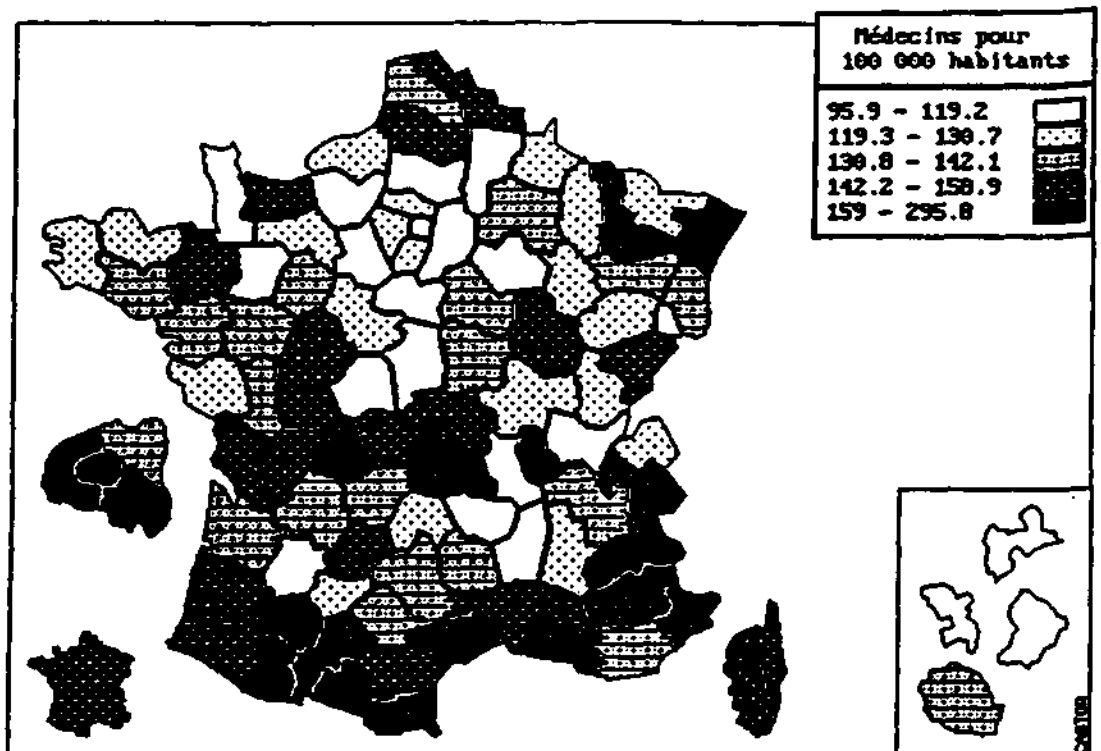 Médecins pour
100 000 habitants
95.9 - 119.2
119.3 - 130.7
130.8 - 142.1
142.2 - 158.9
159 - 295.8